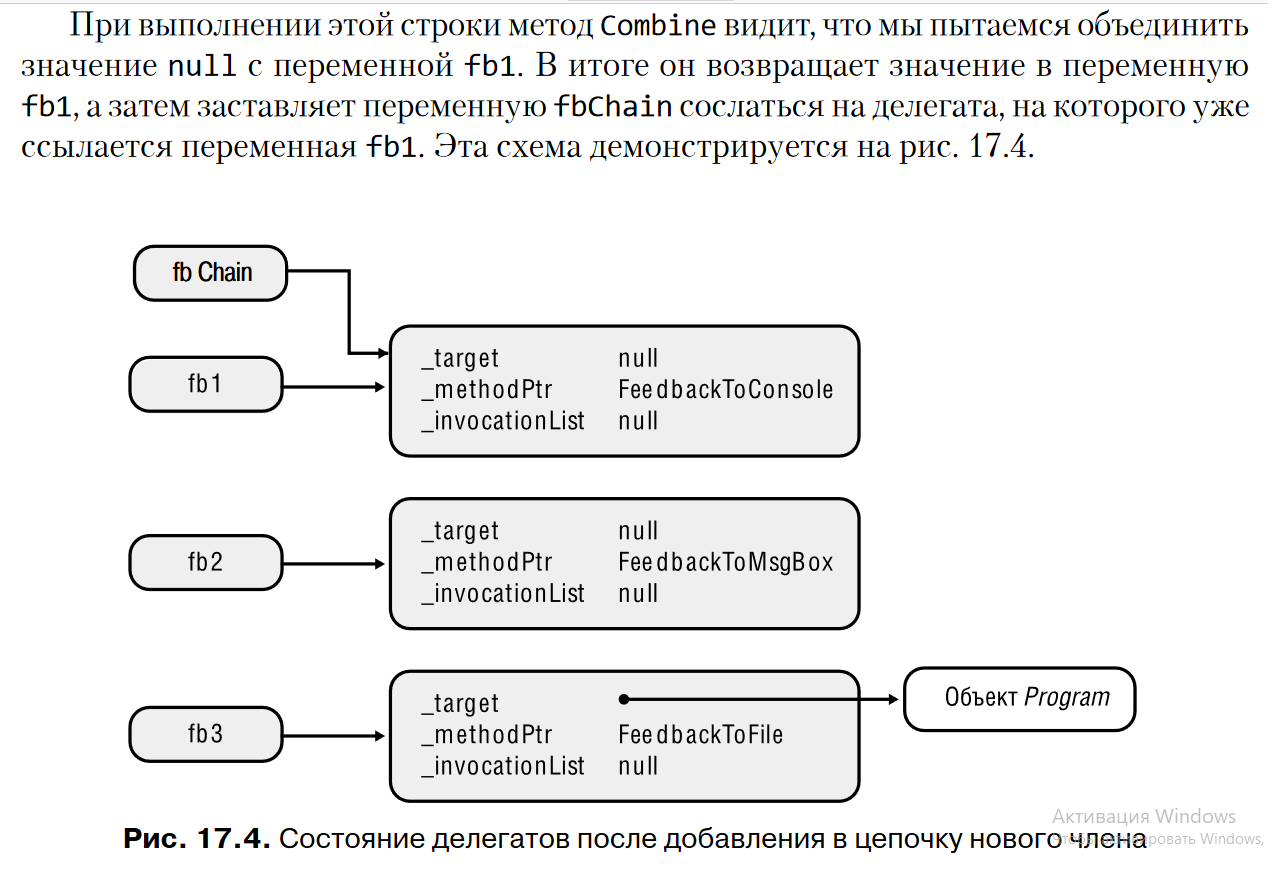 При выполнении этой строки метод Combine видит, что мы пытаемся объединить
значение null с переменной fb1. В итоге он возвращает значение в переменную
fb1, а затем заставляет переменную fbChain сослаться на делегата, на которого уже
ссылается переменная fb1. Эта схема демонстрируется на рис. 17.4.
fb Chain
fb1
_target null
_methodPtr FeedbackToConsole
_invocationList null
fb2
_target null
_methodPtr FeedbackToMsgBox
_invocationList null
fb3
_target
_methodPtr FeedbackToFile
_invocationList null
Объект Program
Активация Windows
Рис. 17.4. Состояние делегатов после добавления в цепочку нового члена
Windows,